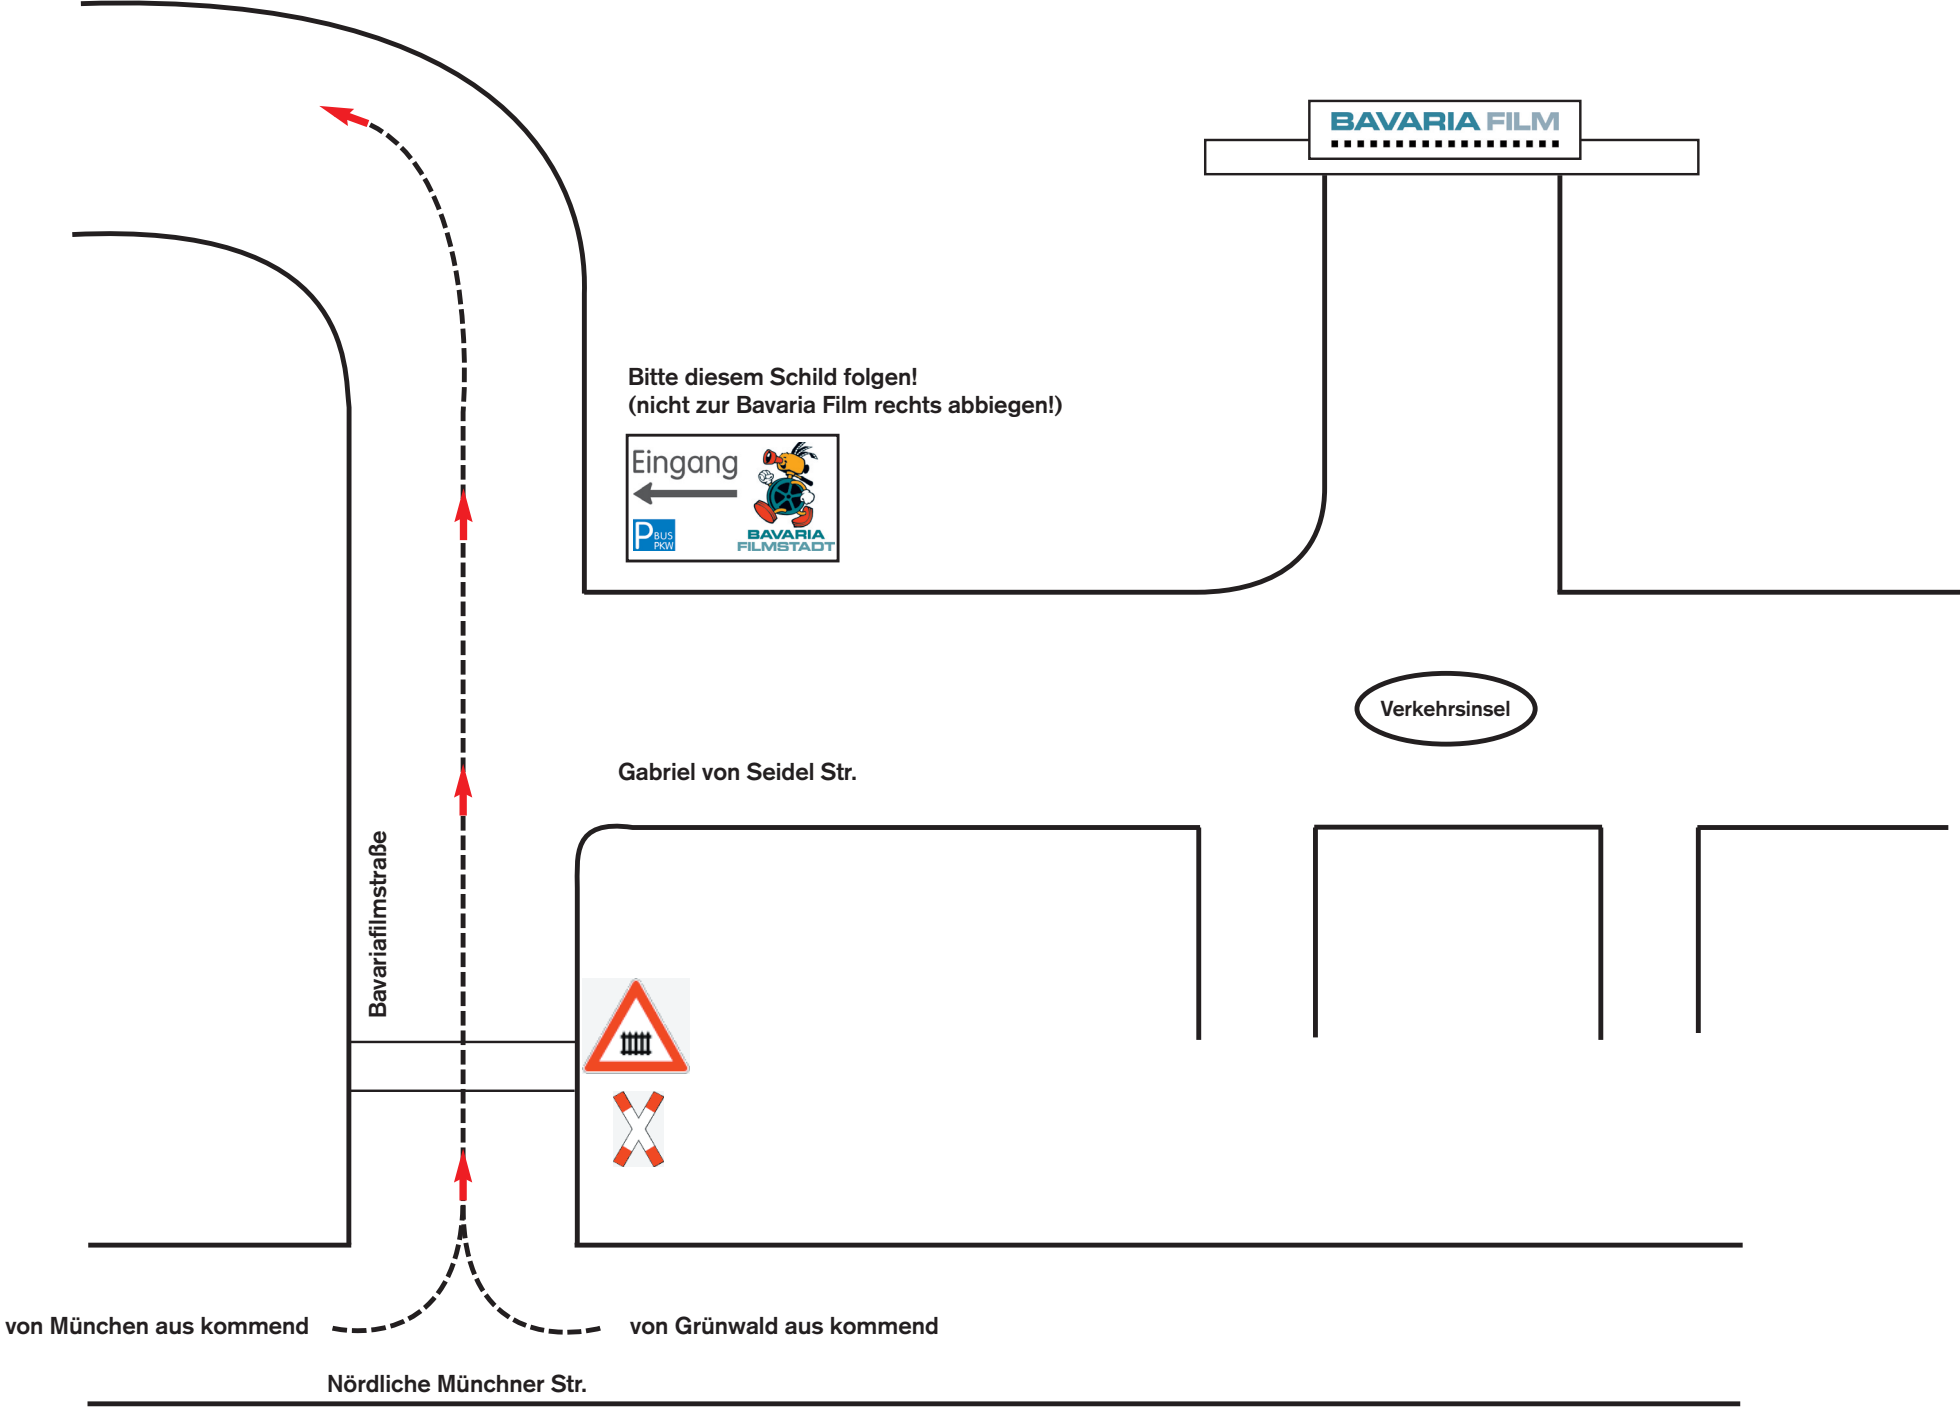 BAVARIA FILM
Bitte diesem Schild folgen!
(nicht zur Bavaria Film rechts abbiegen!)
Eingang
P BUS
PKW
BAVARIA
FILMSTADT
Verkehrsinsel
Gabriel von Seidel Str.
Bavariafilmstraße
von München aus kommend
von Grünwald aus kommend
Nördliche Münchner Str.